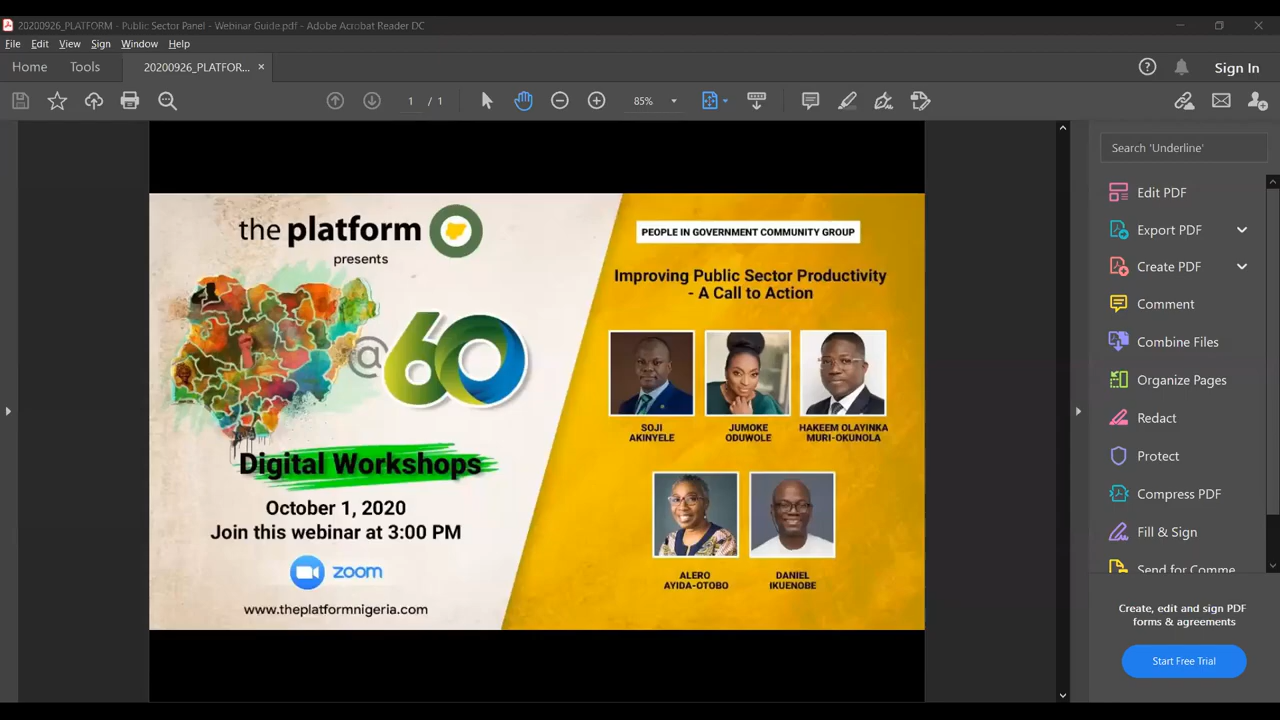 20200926_PLATFORM - Public Sector Panel - Webinar Guide.pdf - Adobe Acrobat Reader DC
File Edit View Sign Window Help
Home Tools 20200926_PLATFOR... × Sign In
1 / 1 85%
the platform
presents
@60
Digital Workshops
October 1, 2020
Join this webinar at 3:00 PM
zoom
www.theplatformnigeria.com
PEOPLE IN GOVERNMENT COMMUNITY GROUP
Improving Public Sector Productivity
- A Call to Action
SOJI
AKINYELE
JUMOKE
ODUWOLE
HAKEEM OLAYINKA
MURI-OKUNOLA
ALERO
AYIDA-OTOBO
DANIEL
IKUENOBE
Search 'Underline'
Edit PDF
Export PDF
Create PDF
Comment
Combine Files
Organize Pages
Redact
Protect
Compress PDF
Fill & Sign
Send for Comme
Create, edit and sign PDF
forms & agreements
Start Free Trial